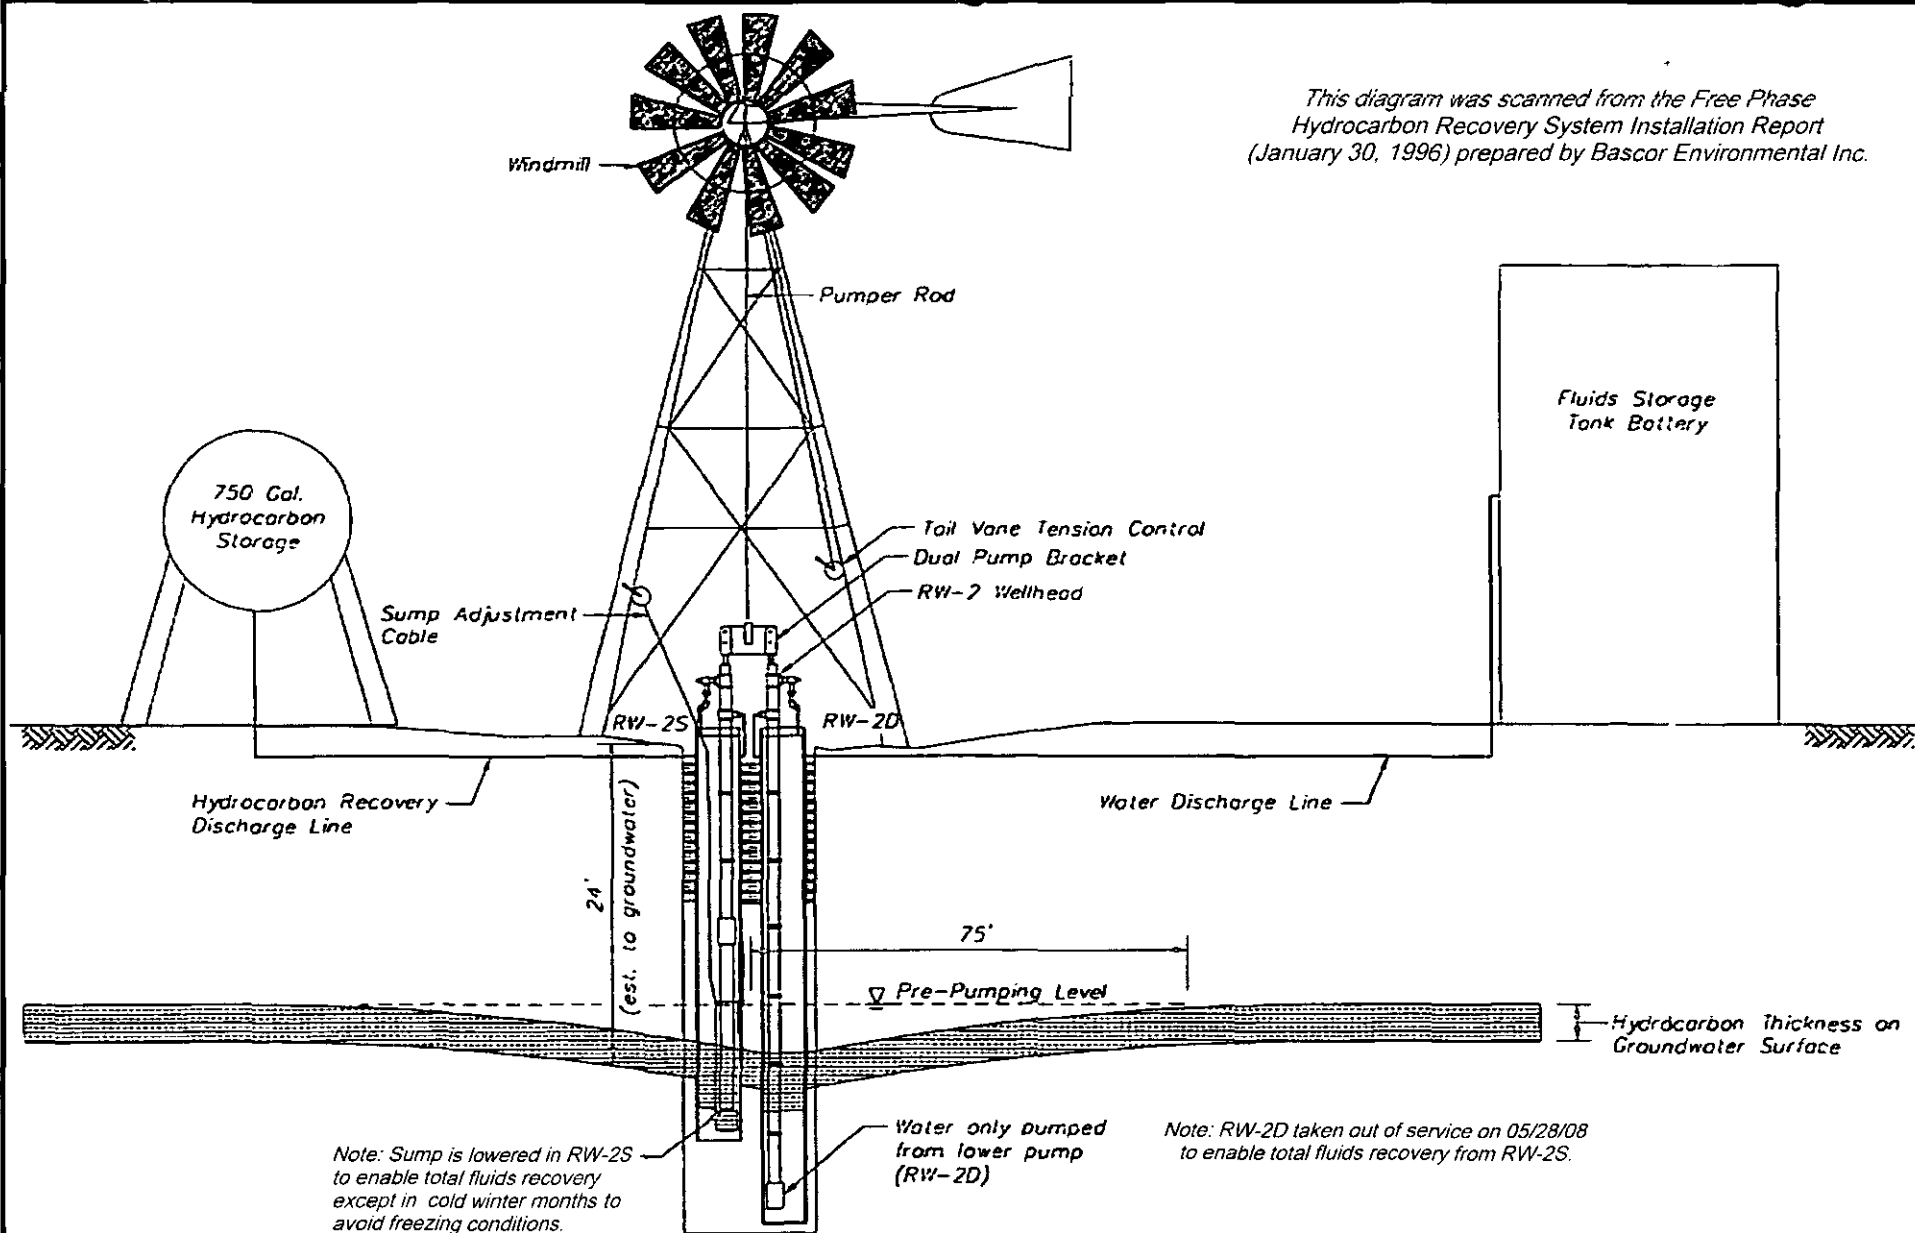 This diagram was scanned from the Free Phase
Hydrocarbon Recovery System Installation Report
(January 30, 1996) prepared by Bascor Environmental Inc.
Windmill
Pumper Rod
Fluids Storage
Tank Battery
750 Gal.
Hydrocarbon
Storage
Tail Vane Tension Control
Dual Pump Bracket
RW-2 Wellhead
Sump Adjustment
Cable
RW-2S
RW-2D
Hydrocarbon Recovery
Discharge Line
Water Discharge Line
24'
(est. to groundwater)
75'
Pre-Pumping Level
Hydrocarbon Thickness on
Groundwater Surface
Water only pumped
from lower pump
(RW-2D)
Note: Sump is lowered in RW-2S
to enable total fluids recovery
except in cold winter months to
avoid freezing conditions.
Note: RW-2D taken out of service on 05/28/08
to enable total fluids recovery from RW-2S.